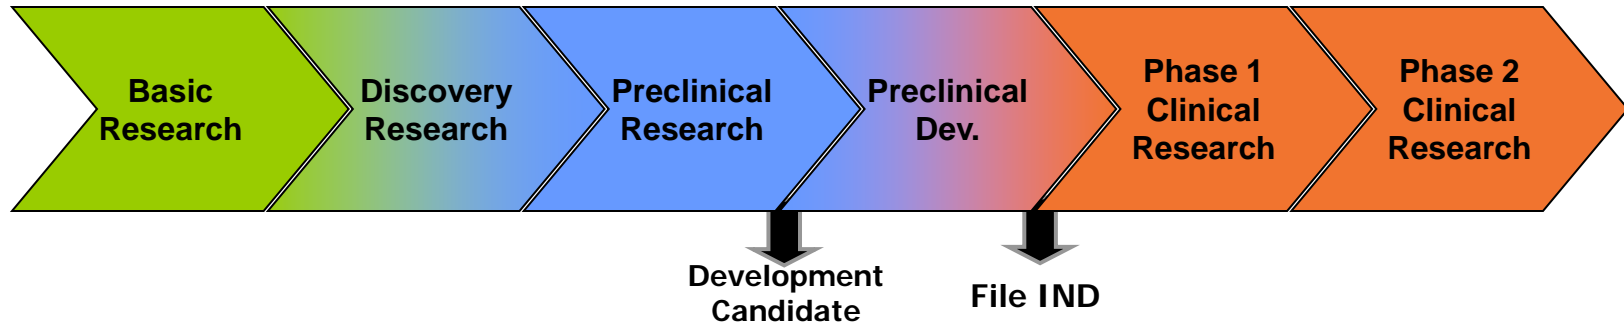 Basic
Research
Discovery
Research
Preclinical
Research
Preclinical
Dev.
Phase 1
Clinical
Research
Phase 2
Clinical
Research
Development
Candidate
File IND